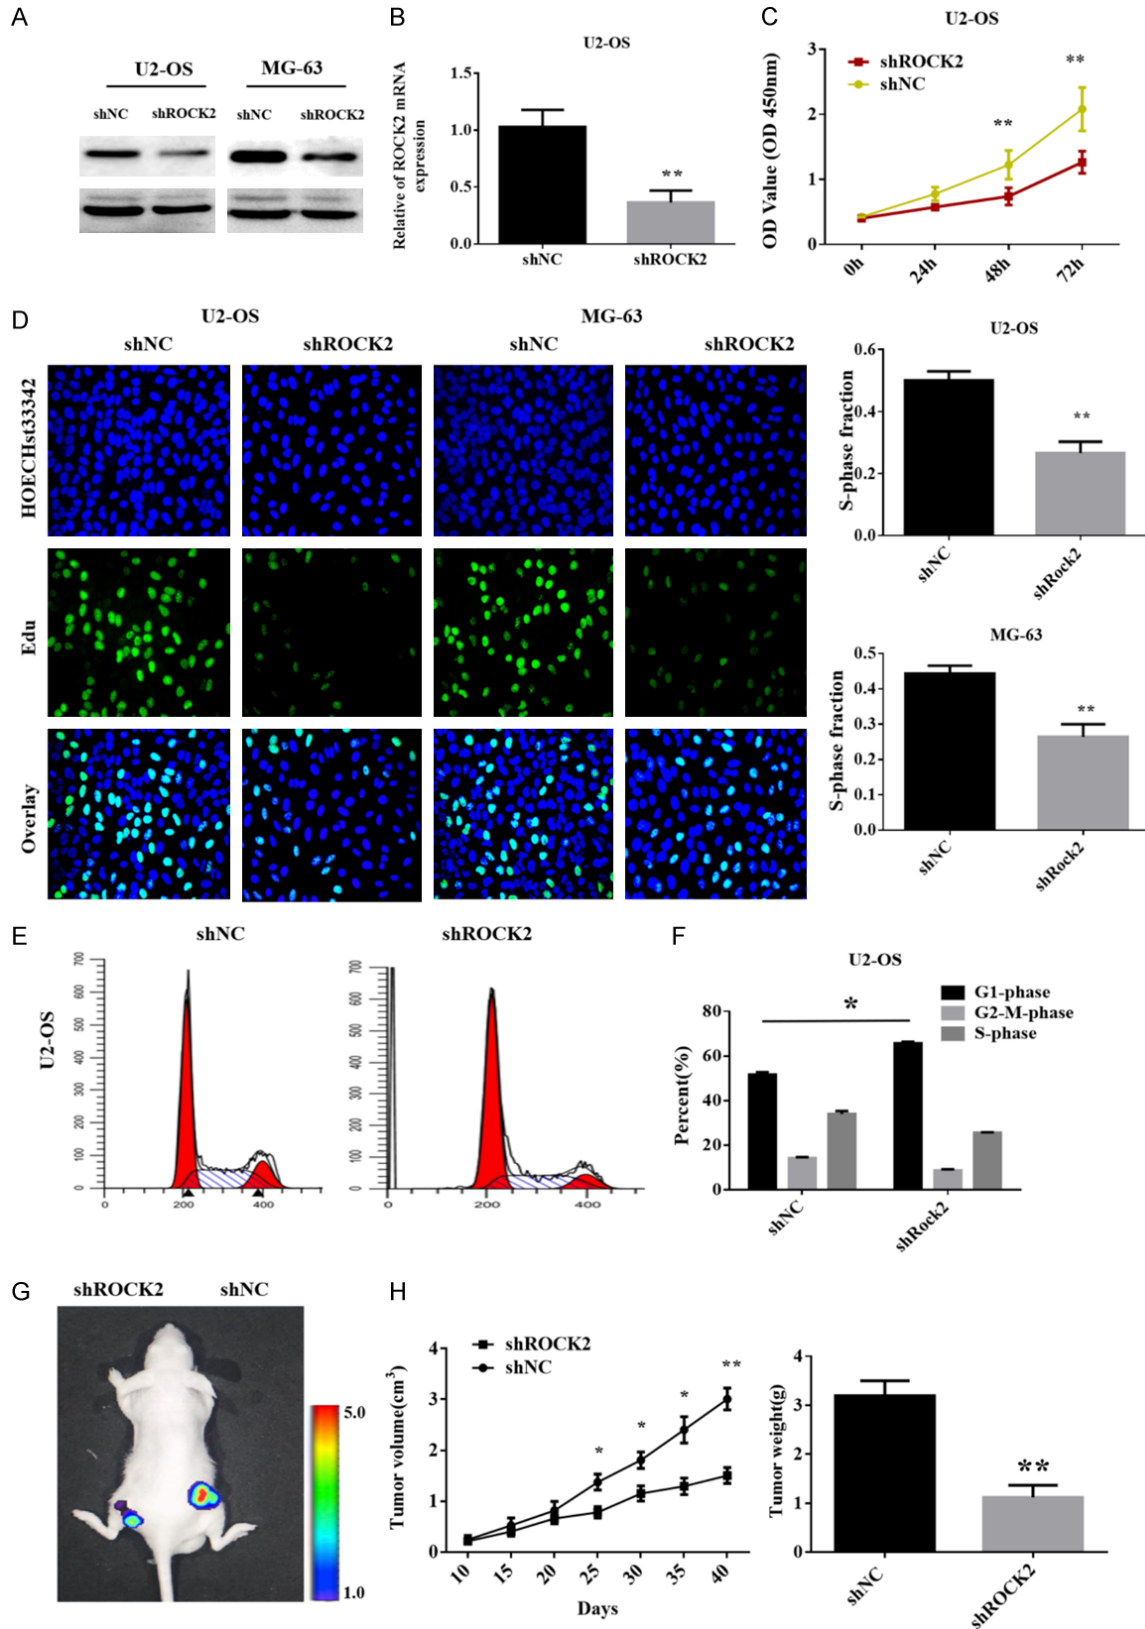 A
U2-OS MG-63
shNC shROCK2 shNC shROCK2
B
U2-OS
Relative of ROCK2 mRNA
expression
1.5
1.0
0.5
0.0
**
shNC shROCK2
C
U2-OS
OD Value (OD 450nm)
3
2
1
0
shROCK2
shNC
** **
0h 24h 48h 72h
D
U2-OS MG-63
shNC shROCK2 shNC shROCK2
HOECHst33342
Edu
Overlay
U2-OS
S-phase fraction
0.6
0.4
0.2
0.0
**
shNC shRock2
MG-63
S-phase fraction
0.5
0.4
0.3
0.2
0.1
0.0
**
shNC shRock2
E
shNC shROCK2
U2-OS
700
600
500
400
300
200
100
0
0 200 400
700
600
500
400
300
200
100
0
0 200 400
F
U2-OS
Percent(%)
80
60
40
20
0
*
G1-phase
G2-M-phase
S-phase
shNC shRock2
G
shROCK2 shNC
5.0
1.0
H
Tumor volume(cm3)
4
3
2
1
0
shROCK2
shNC
* * * **
10 15 20 25 30 35 40
Days
Tumor weight(g)
4
3
2
1
0
**
shNC shROCK2